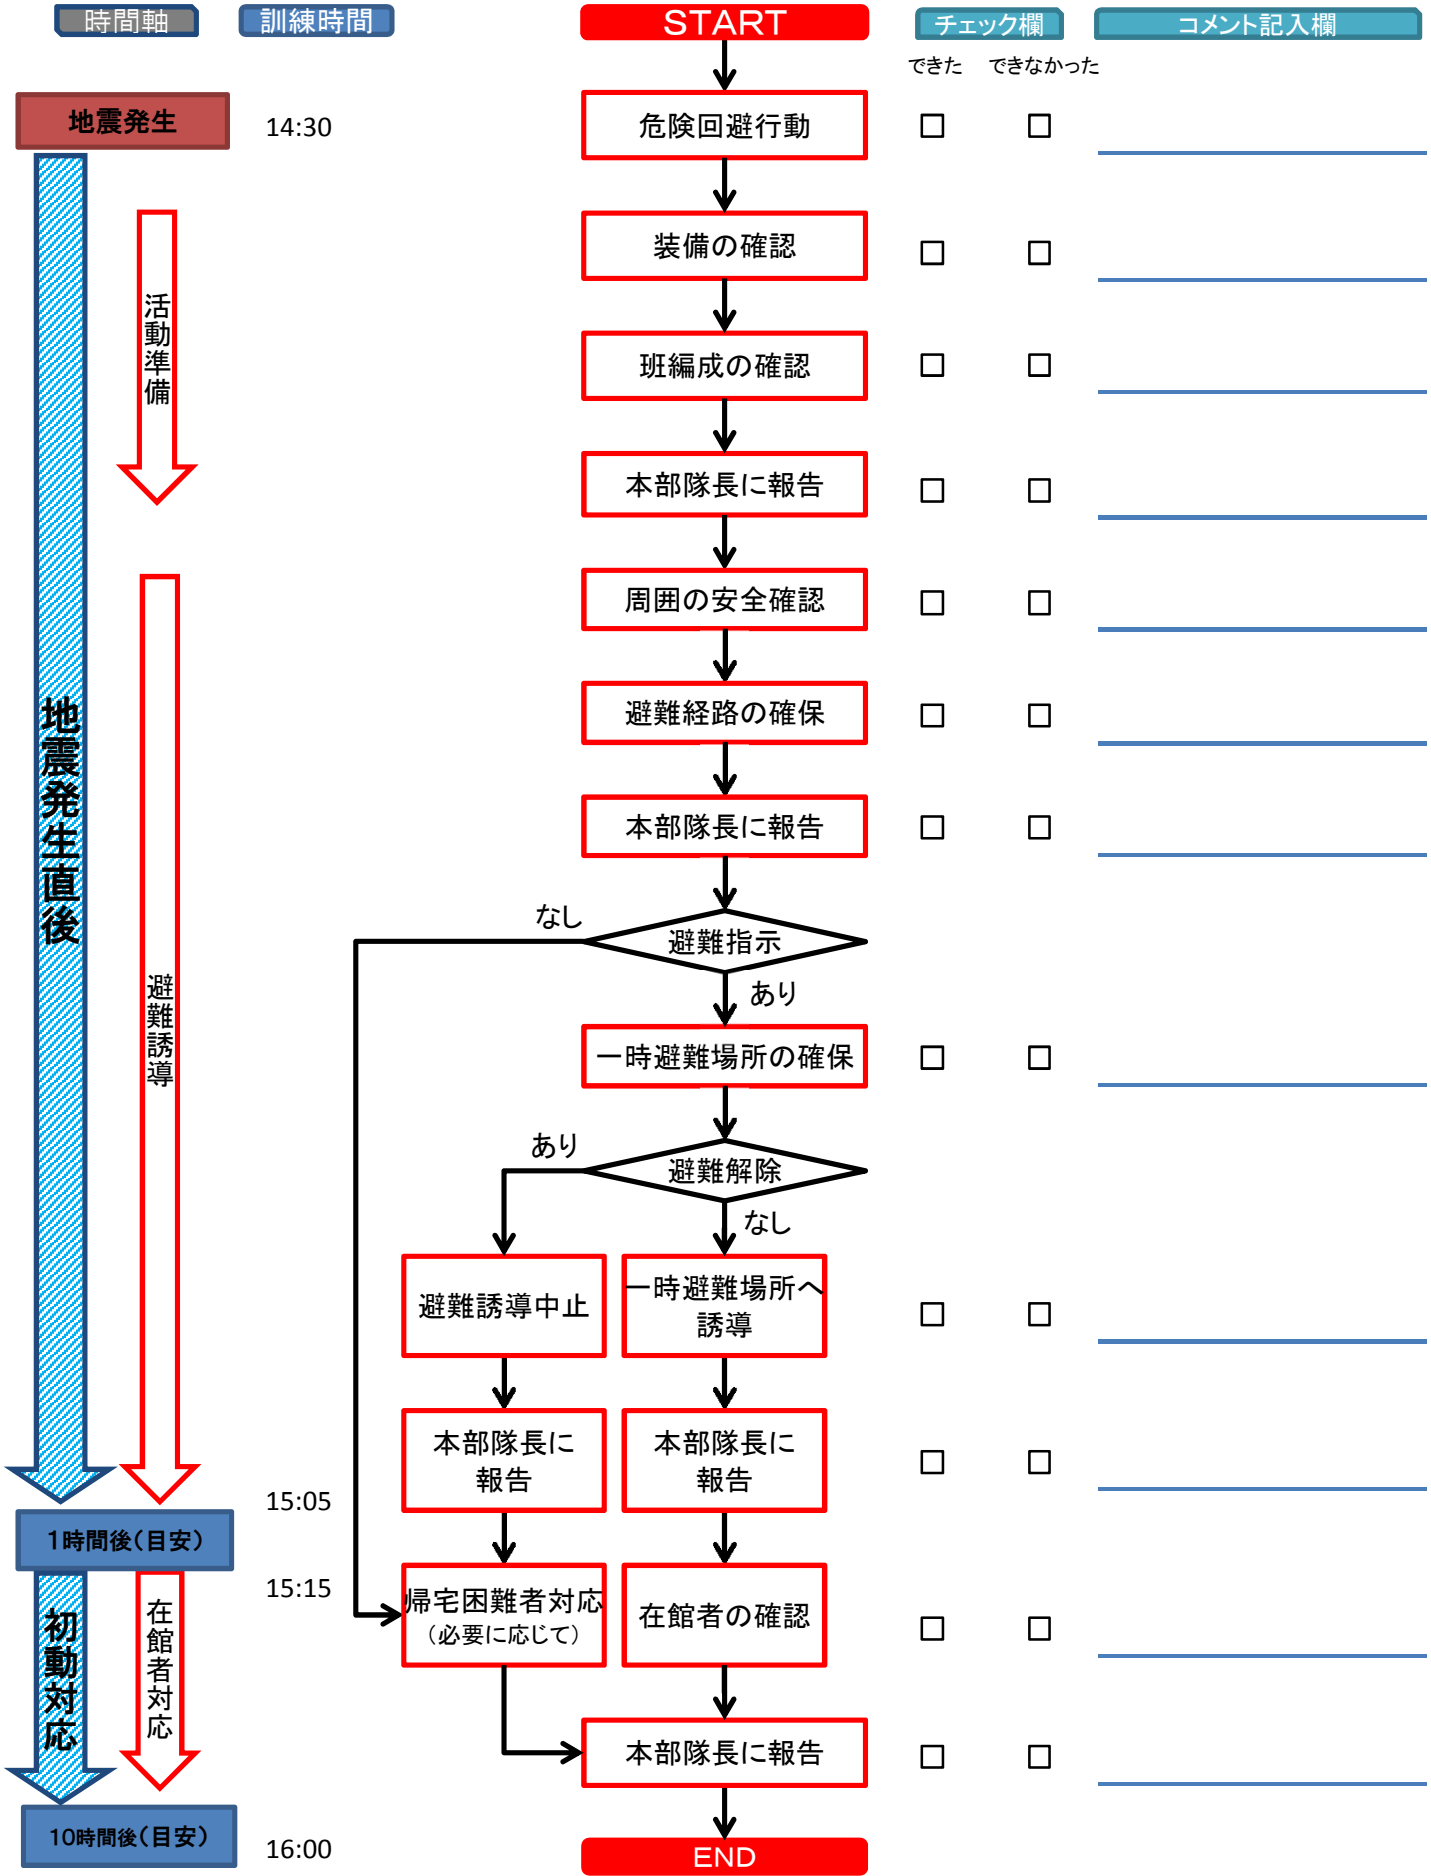 時間軸
訓練時間
START
チェック欄
コメント記入欄
できた
できなかった
地震発生
14:30
危険回避行動
装備の確認
活動準備
班編成の確認
本部隊長に報告
周囲の安全確認
地震発生直後
避難経路の確保
本部隊長に報告
なし
避難指示
あり
避難誘導
一時避難場所の確保
あり
避難解除
なし
避難誘導中止
一時避難場所へ
誘導
本部隊長に
報告
本部隊長に
報告
15:05
1時間後(目安)
15:15
初動対応
在館者対応
帰宅困難者対応
(必要に応じて)
在館者の確認
本部隊長に報告
10時間後(目安)
16:00
END